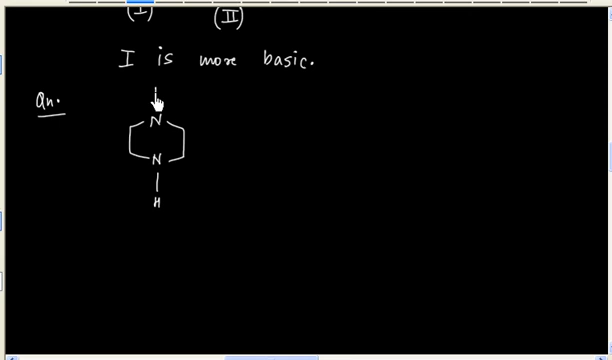 (I) (II)
I is more basic.
Qn.
N
N
H